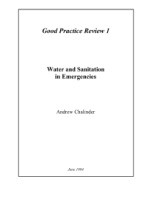 Good Practice Review 1
Water and Sanitation
in Emergencies
Andrew Chalinder
June 1994